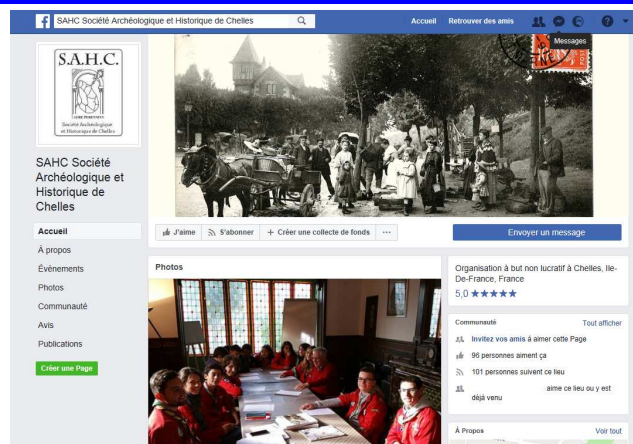 SAHC Société Archéologique et Historique de Chelles
Accueil
Retrouver des amis
Messages
S.A.H.C.
Société Archéologique
et Historique de Chelles
SAHC Société
Archéologique et
Historique de
Chelles
Accueil
À propos
Évènements
Photos
Communauté
Avis
Publications
Créer une Page
J'aime
S'abonner
+ Créer une collecte de fonds
...
Envoyer un message
Photos
Organisation à but non lucratif à Chelles, Ile-
De-France, France
5,0 ★★★★★
Communauté
Tout afficher
Invitez vos amis à aimer cette Page
96 personnes aiment ça
101 personnes suivent ce lieu
aime ce lieu ou y est
déjà venu
À Propos
Voir tout